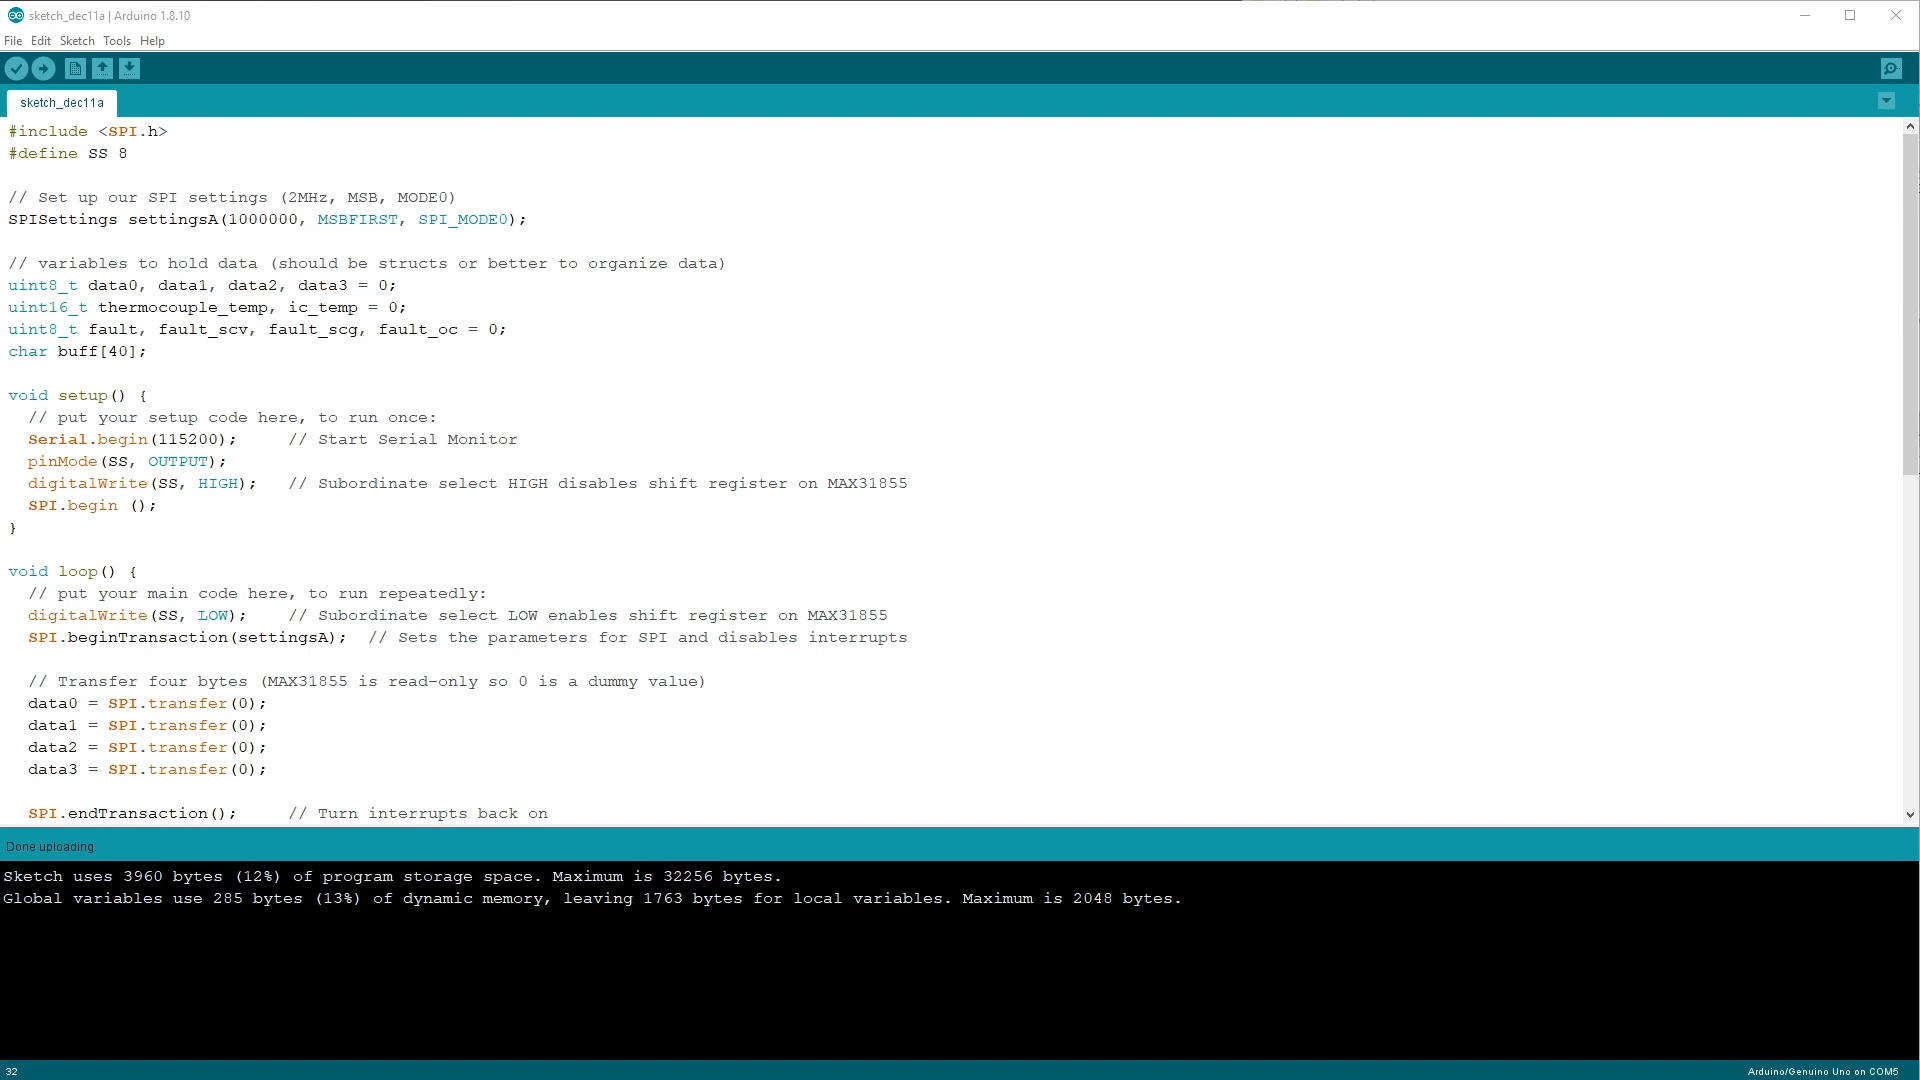 sketch_dec11a | Arduino 1.8.10
File Edit Sketch Tools Help
sketch_dec11a
#include <SPI.h>
#define SS 8
// Set up our SPI settings (2MHz, MSB, MODE0)
SPISettings settingsA(1000000, MSBFIRST, SPI_MODE0);
// variables to hold data (should be structs or better to organize data)
uint8_t data0, data1, data2, data3 = 0;
uint16_t thermocouple_temp, ic_temp = 0;
uint8_t fault, fault_scv, fault_scg, fault_oc = 0;
char buff[40];
void setup() {
  // put your setup code here, to run once:
  Serial.begin(115200);     // Start Serial Monitor
  pinMode(SS, OUTPUT);
  digitalWrite(SS, HIGH);   // Subordinate select HIGH disables shift register on MAX31855
  SPI.begin ();
}
void loop() {
  // put your main code here, to run repeatedly:
  digitalWrite(SS, LOW);    // Subordinate select LOW enables shift register on MAX31855
  SPI.beginTransaction(settingsA);  // Sets the parameters for SPI and disables interrupts
  // Transfer four bytes (MAX31855 is read-only so 0 is a dummy value)
  data0 = SPI.transfer(0);
  data1 = SPI.transfer(0);
  data2 = SPI.transfer(0);
  data3 = SPI.transfer(0);
  SPI.endTransaction();     // Turn interrupts back on
Done uploading.
Sketch uses 3960 bytes (12%) of program storage space. Maximum is 32256 bytes.
Global variables use 285 bytes (13%) of dynamic memory, leaving 1763 bytes for local variables. Maximum is 2048 bytes.
32
Arduino/Genuino Uno on COM5